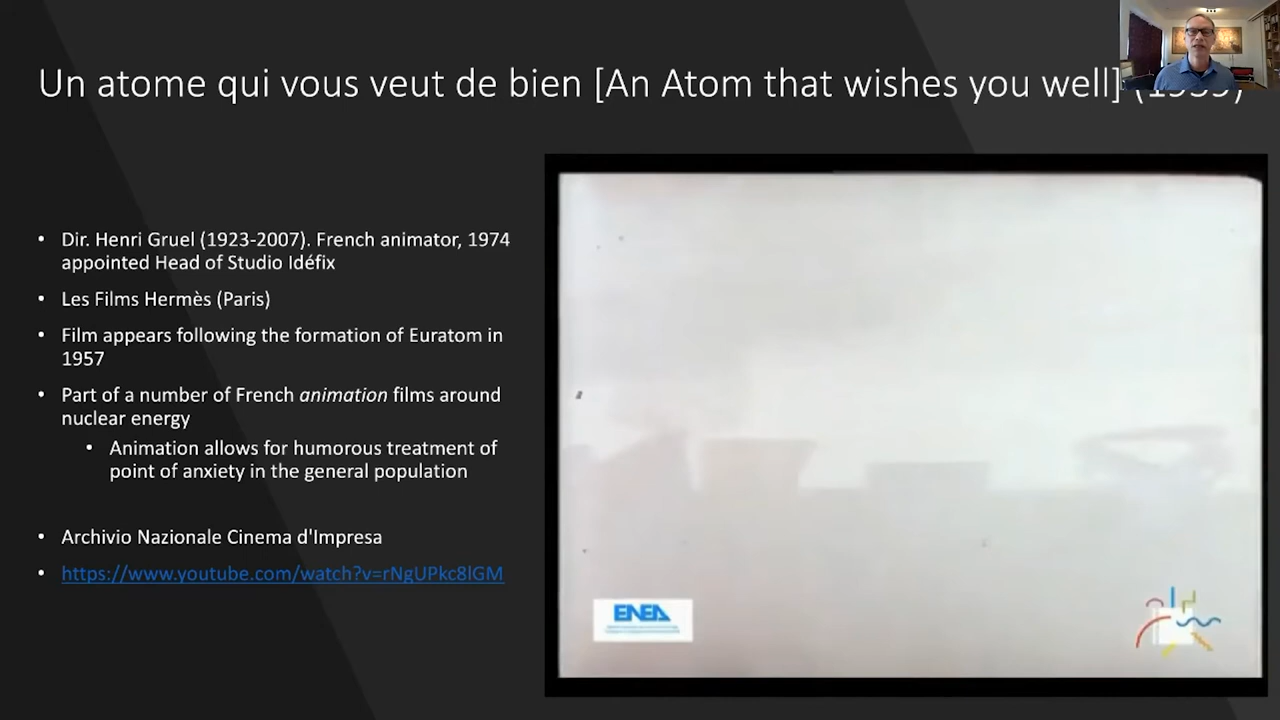 Un atome qui vous veut de bien [An Atom that wishes you well]
• Dir. Henri Gruel (1923-2007). French animator, 1974
appointed Head of Studio Idéfix
• Les Films Hermès (Paris)
• Film appears following the formation of Euratom in
1957
• Part of a number of French animation films around
nuclear energy
• Animation allows for humorous treatment of
point of anxiety in the general population
• Archivio Nazionale Cinema d'Impresa
• https://www.youtube.com/watch?v=rNgUPkc8lGM
ENEA